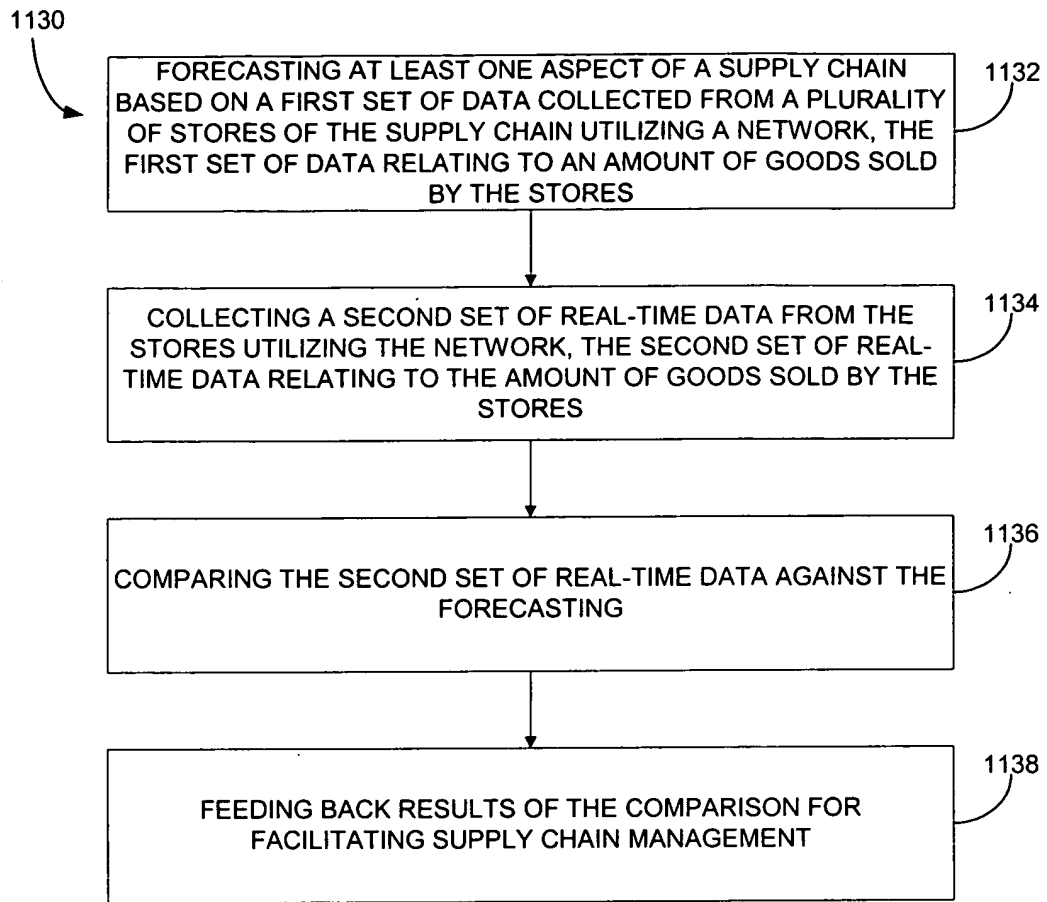 1130
FORECASTING AT LEAST ONE ASPECT OF A SUPPLY CHAIN
BASED ON A FIRST SET OF DATA COLLECTED FROM A PLURALITY
OF STORES OF THE SUPPLY CHAIN UTILIZING A NETWORK, THE
FIRST SET OF DATA RELATING TO AN AMOUNT OF GOODS SOLD
BY THE STORES
1132
COLLECTING A SECOND SET OF REAL-TIME DATA FROM THE
STORES UTILIZING THE NETWORK, THE SECOND SET OF REAL-
TIME DATA RELATING TO THE AMOUNT OF GOODS SOLD BY THE
STORES
1134
COMPARING THE SECOND SET OF REAL-TIME DATA AGAINST THE
FORECASTING
1136
FEEDING BACK RESULTS OF THE COMPARISON FOR
FACILITATING SUPPLY CHAIN MANAGEMENT
1138